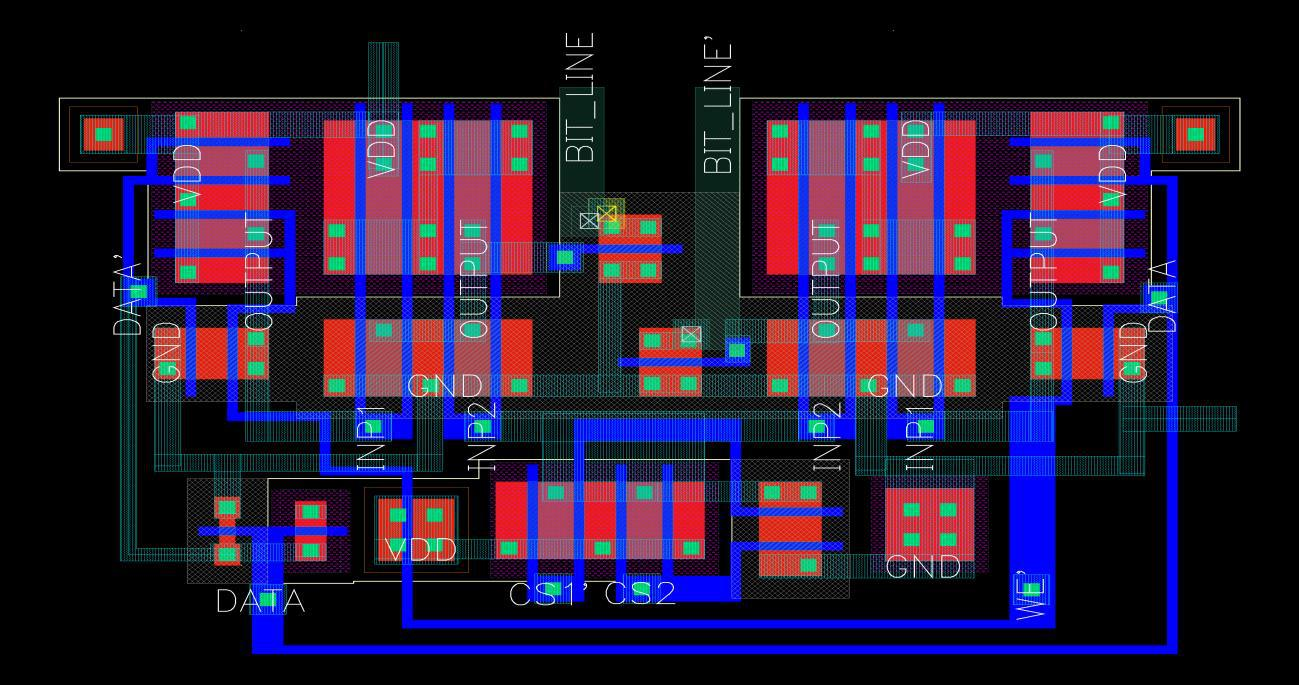 BIT_LINE
BIT_LINE'
VDD
VDD
VDD
VDD
OUTPUT
OUTPUT
OUTPUT
OUTPUT
DATA'
DATA
GND
GND
GND
GND
INP1
INP2
INP2
INP1
VDD
GND
DATA
CS1'
CS2
WE'